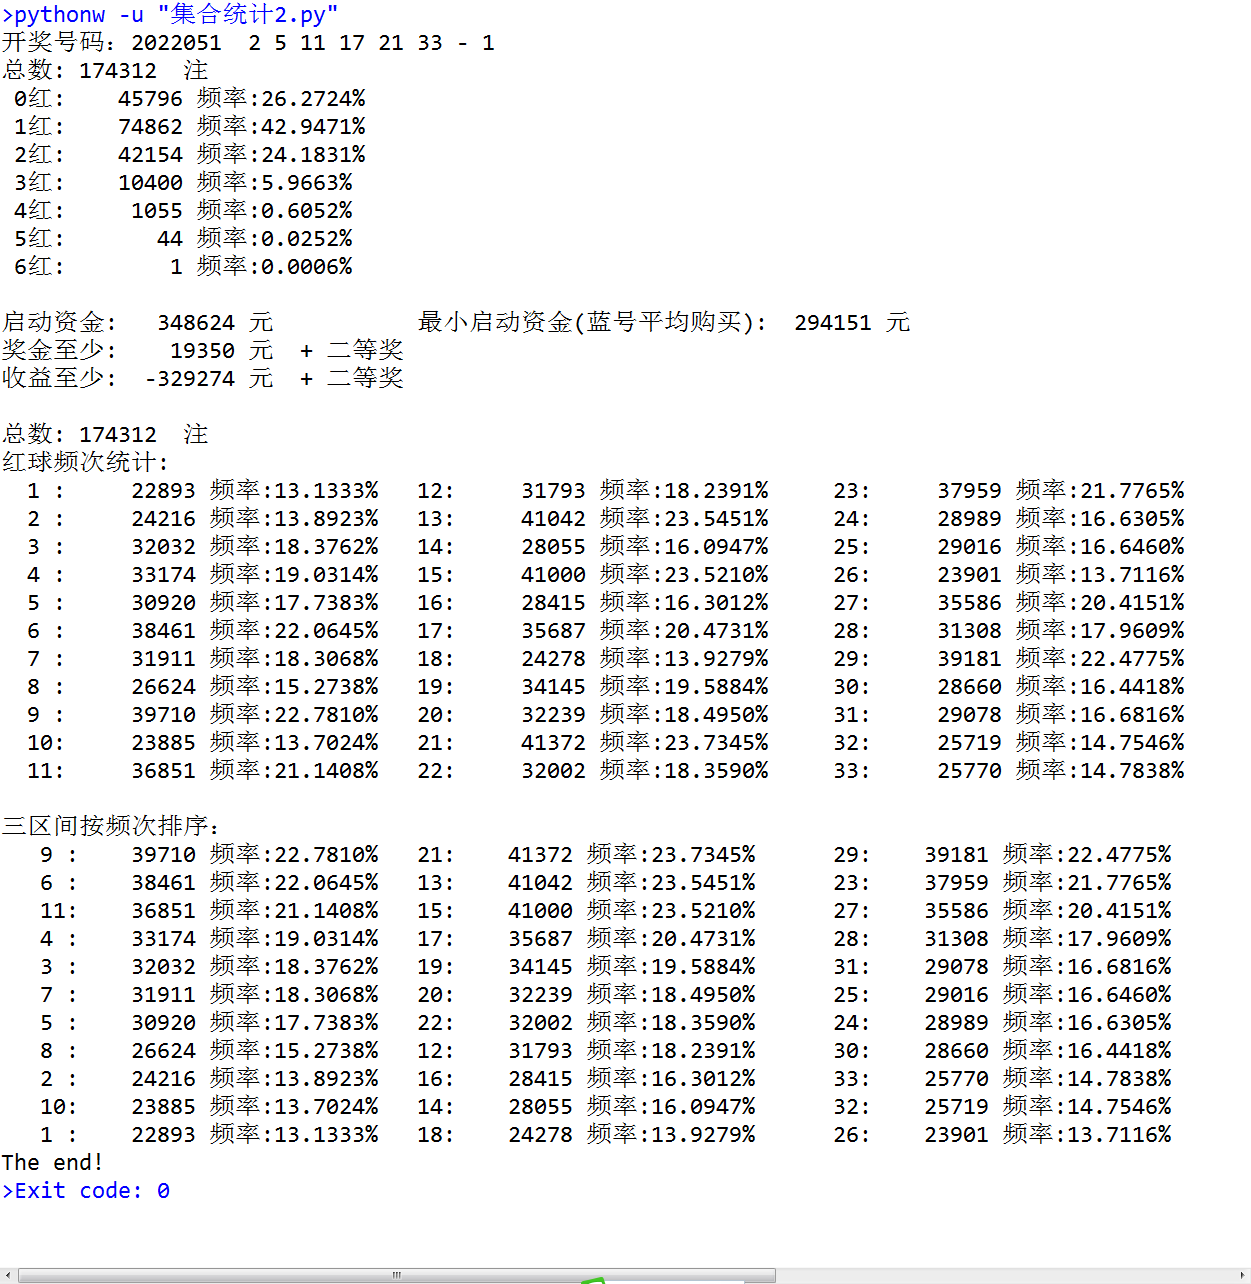 >pythonw -u "集合统计2.py"
开奖号码: 2022051  2 5 11 17 21 33 - 1
总数: 174312  注
0红:    45796 频率:26.2724%
1红:    74862 频率:42.9471%
2红:    42154 频率:24.1831%
3红:    10400 频率:5.9663%
4红:     1055 频率:0.6052%
5红:       44 频率:0.0252%
6红:        1 频率:0.0006%
启动资金:   348624 元           最小启动资金(蓝号平均购买):  294151 元
奖金至少:    19350 元  + 二等奖
收益至少:  -329274 元  + 二等奖
总数: 174312  注
红球频次统计:
1 :     22893 频率:13.1333%   12:     31793 频率:18.2391%     23:     37959 频率:21.7765%
2 :     24216 频率:13.8923%   13:     41042 频率:23.5451%     24:     28989 频率:16.6305%
3 :     32032 频率:18.3762%   14:     28055 频率:16.0947%     25:     29016 频率:16.6460%
4 :     33174 频率:19.0314%   15:     41000 频率:23.5210%     26:     23901 频率:13.7116%
5 :     30920 频率:17.7383%   16:     28415 频率:16.3012%     27:     35586 频率:20.4151%
6 :     38461 频率:22.0645%   17:     35687 频率:20.4731%     28:     31308 频率:17.9609%
7 :     31911 频率:18.3068%   18:     24278 频率:13.9279%     29:     39181 频率:22.4775%
8 :     26624 频率:15.2738%   19:     34145 频率:19.5884%     30:     28660 频率:16.4418%
9 :     39710 频率:22.7810%   20:     32239 频率:18.4950%     31:     29078 频率:16.6816%
10:     23885 频率:13.7024%   21:     41372 频率:23.7345%     32:     25719 频率:14.7546%
11:     36851 频率:21.1408%   22:     32002 频率:18.3590%     33:     25770 频率:14.7838%
三区间按频次排序:
9 :    39710 频率:22.7810%   21:    41372 频率:23.7345%      29:    39181 频率:22.4775%
6 :    38461 频率:22.0645%   13:    41042 频率:23.5451%      23:    37959 频率:21.7765%
11:    36851 频率:21.1408%   15:    41000 频率:23.5210%      27:    35586 频率:20.4151%
4 :    33174 频率:19.0314%   17:    35687 频率:20.4731%      28:    31308 频率:17.9609%
3 :    32032 频率:18.3762%   19:    34145 频率:19.5884%      31:    29078 频率:16.6816%
7 :    31911 频率:18.3068%   20:    32239 频率:18.4950%      25:    29016 频率:16.6460%
5 :    30920 频率:17.7383%   22:    32002 频率:18.3590%      24:    28989 频率:16.6305%
8 :    26624 频率:15.2738%   12:    31793 频率:18.2391%      30:    28660 频率:16.4418%
2 :    24216 频率:13.8923%   16:    28415 频率:16.3012%      33:    25770 频率:14.7838%
10:    23885 频率:13.7024%   14:    28055 频率:16.0947%      32:    25719 频率:14.7546%
1 :    22893 频率:13.1333%   18:    24278 频率:13.9279%      26:    23901 频率:13.7116%
The end!
>Exit code: 0